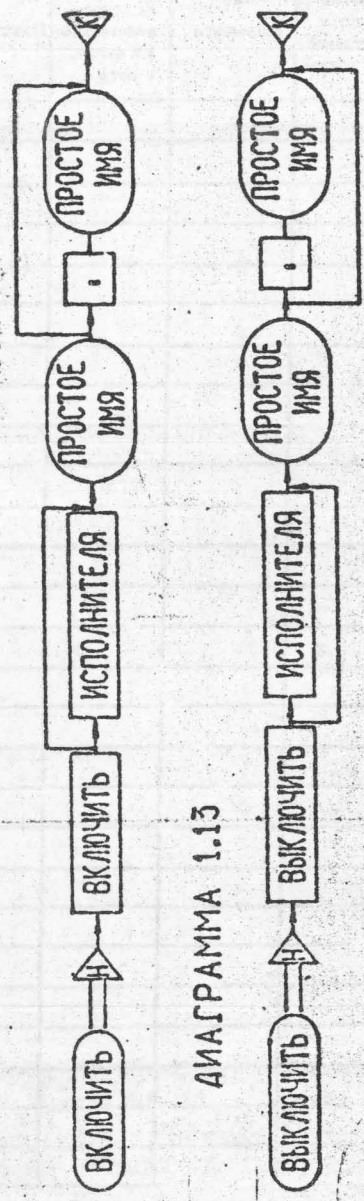 ВКЛЮЧИТЬ
Н
ВКЛЮЧИТЬ
ИСПОЛНИТЕЛЯ
ПРОСТОЕ
ИМЯ
.
ПРОСТОЕ
ИМЯ
К
ДИАГРАММА 1.13
ВЫКЛЮЧИТЬ
Н
ВЫКЛЮЧИТЬ
ИСПОЛНИТЕЛЯ
ПРОСТОЕ
ИМЯ
.
ПРОСТОЕ
ИМЯ
К